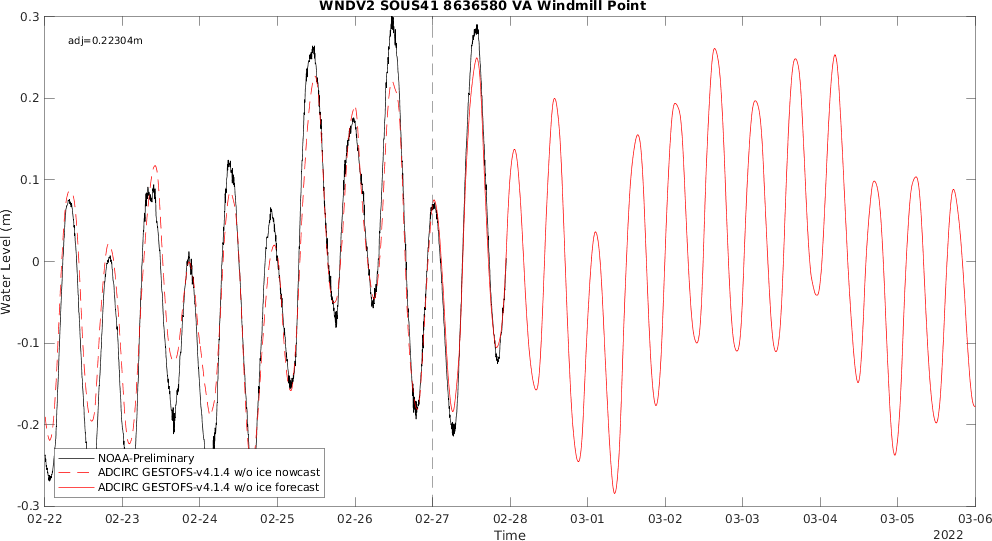 WNDV2 SOUS41 8636580 VA Windmill Point
adj=0.22304m
0.3
0.2
0.1
0
-0.1
-0.2
-0.3
Water Level (m)
NOAA-Preliminary
ADCIRC GESTOFS-v4.1.4 w/o ice nowcast
ADCIRC GESTOFS-v4.1.4 w/o ice forecast
02-22 02-23 02-24 02-25 02-26 02-27 02-28 03-01 03-02 03-03 03-04 03-05 03-06
Time
2022